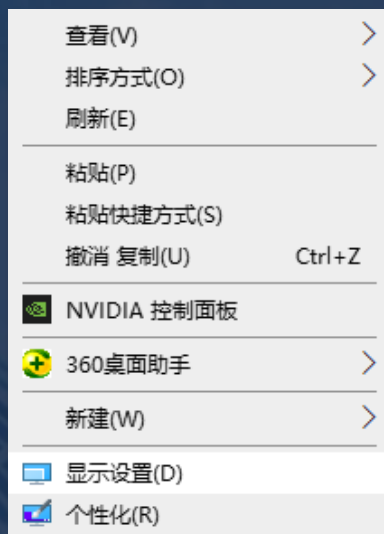 查看(V)
排序方式(O)
刷新(E)
粘贴(P)
粘贴快捷方式(S)
撤消 复制(U) Ctrl+Z
NVIDIA 控制面板
360桌面助手
新建(W)
显示设置(D)
个性化(R)